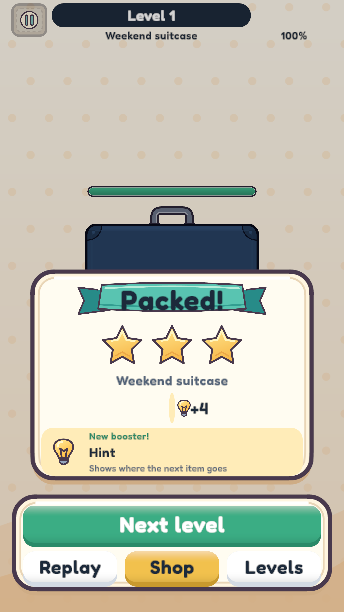 Level 1
Weekend suitcase 100%
Packed!
Weekend suitcase
+4
New booster!
Hint
Shows where the next item goes
Next level
Replay Shop Levels